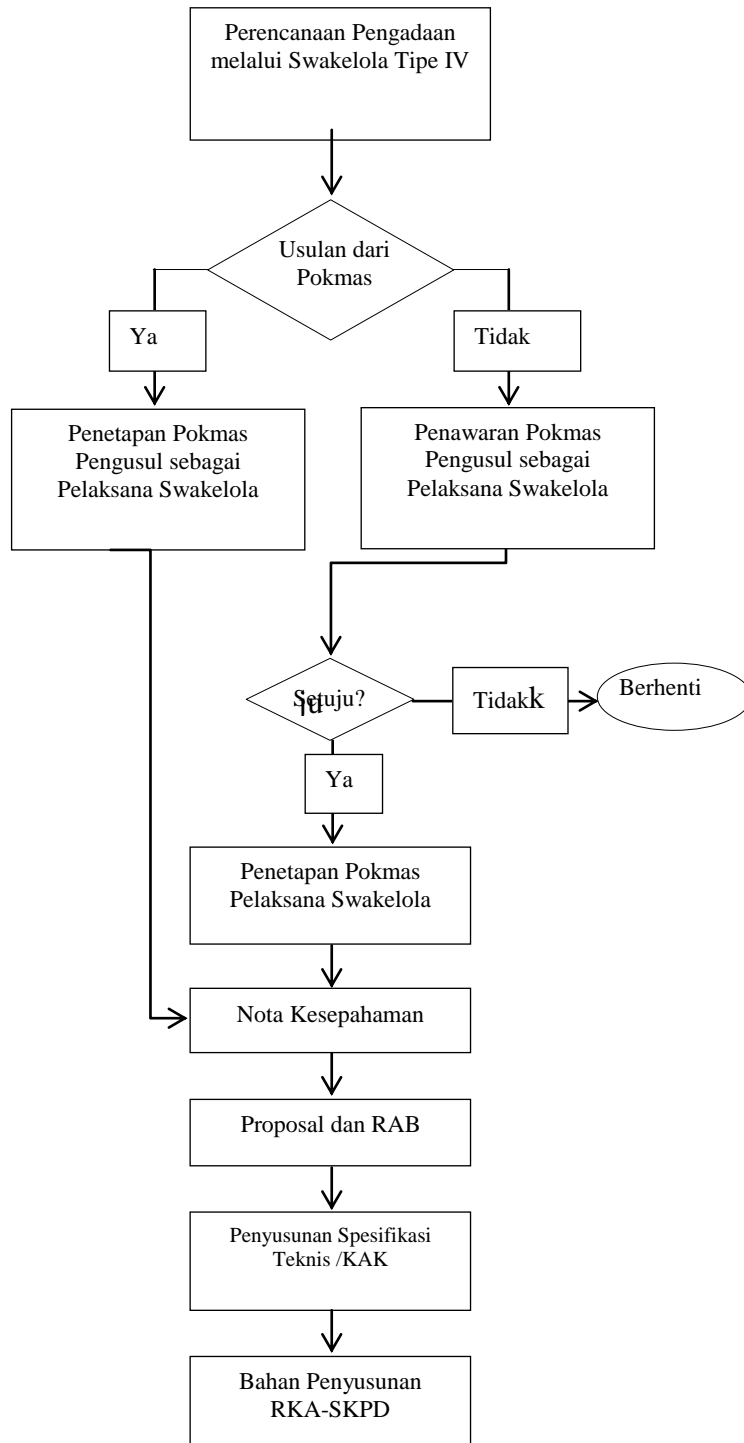 Perencanaan Pengadaan
melalui Swakelola Tipe IV
Usulan dari
Pokmas
Ya
Tidak
Penetapan Pokmas
Pengusul sebagai
Pelaksana Swakelola
Penawaran Pokmas
Pengusul sebagai
Pelaksana Swakelola
Setuju?
ju
Tidakk
Berhenti
Ya
Penetapan Pokmas
Pelaksana Swakelola
Nota Kesepahaman
Proposal dan RAB
Penyusunan Spesifikasi
Teknis /KAK
Bahan Penyusunan
RKA-SKPD